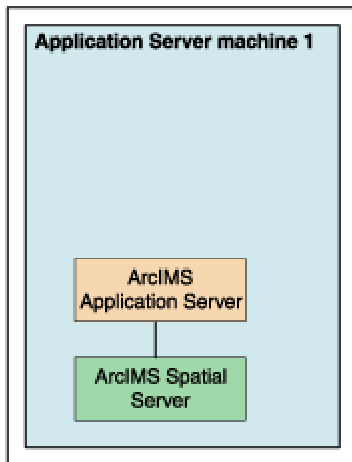 Application Server machine 1
ArcIMS
Application Server
ArcIMS Spatial
Server